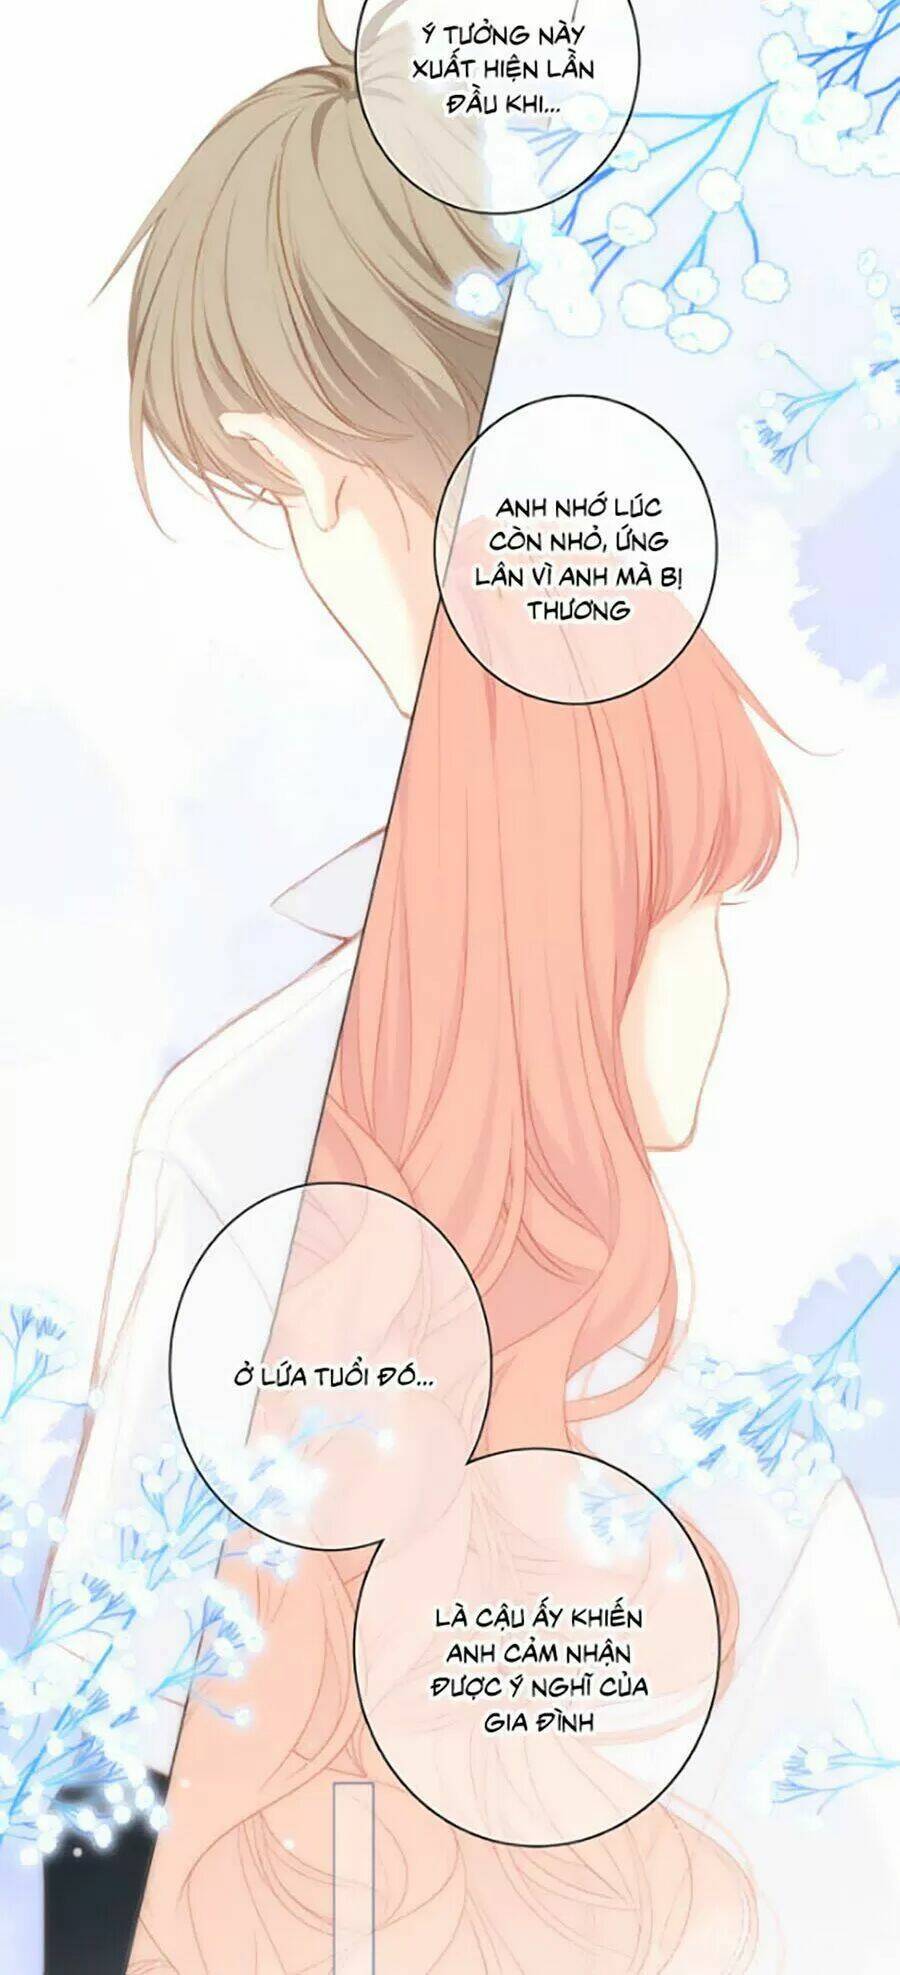 Ý TƯỞNG NÀY
XUẤT HIỆN LẦN
ĐẦU KHI...
ANH NHỚ LÚC
CÒN NHỎ, ỨNG
LÂN VÌ ANH MÀ BỊ
THƯƠNG
Ở LỨA TUỔI ĐÓ...
LÀ CẬU ẤY KHIẾN
ANH CẢM NHẬN
ĐƯỢC Ý NGHĨ CỦA
GIA ĐÌNH